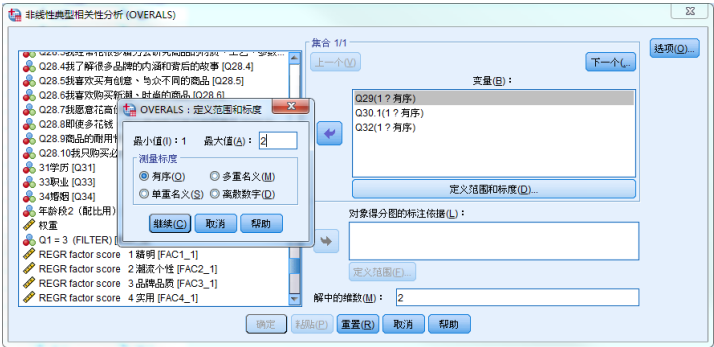 非线性典型相关性分析 (OVERALS)
Q28.4我了解很多品牌的内涵和背后的故事 [Q28.4]
Q28.5我喜欢买有创意、与众不同的商品 [Q28.5]
Q28.6我喜欢购买新潮、时尚的商品 [Q28.6]
Q28.7我愿意花高
Q28.8即使多花钱
Q28.9商品的耐用
Q28.10我只购买必
31学历 [Q31]
33职业 [Q33]
34婚姻 [Q34]
年龄段2（配比用）
权重
Q1 = 3 (FILTER) [
REGR factor score 1 精明 [FAC1_1]
REGR factor score 2 潮流个性 [FAC2_1]
REGR factor score 3 品牌品质 [FAC3_1]
REGR factor score 4 实用 [FAC4_1]
OVERALS：定义范围和标度
最小值(I)：1 最大值(A)： 2
测量标度
有序(O) 多重名义(M)
单重名义(S) 离散数字(D)
继续(C) 取消 帮助
集合 1/1
上一个(V) 下一个(
变量(B)：
Q29(1 ? 有序)
Q30.1(1 ? 有序)
Q32(1 ? 有序)
定义范围和标度(D)...
对象得分图的标注依据(L)：
定义范围(F)...
解中的维数(M)： 2
选项(O)...
确定 粘贴(P) 重置(R) 取消 帮助